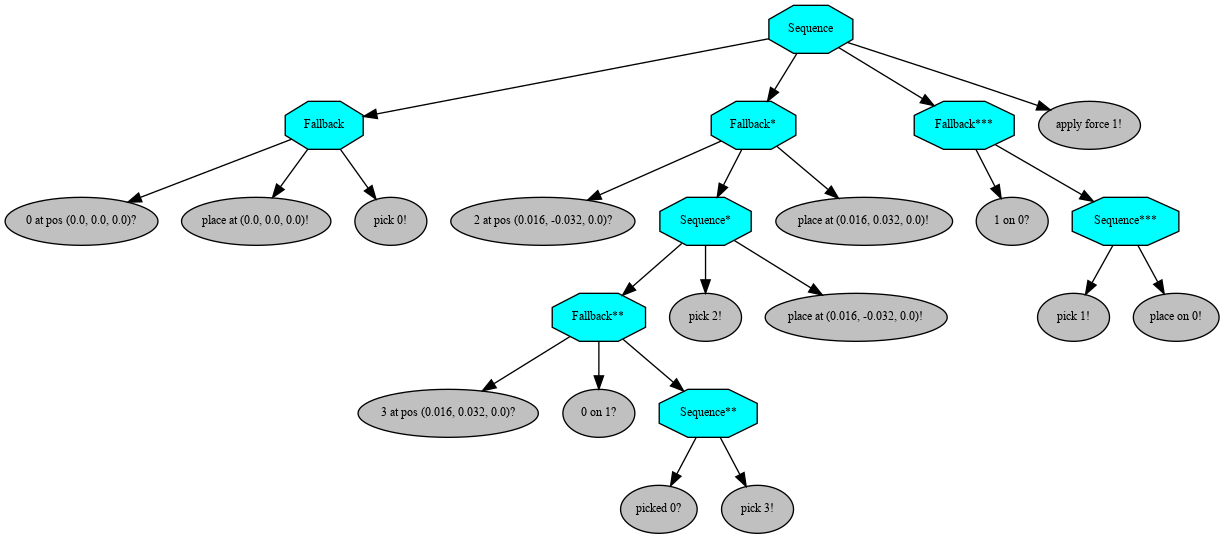 Sequence
Fallback
Fallback*
Fallback***
apply force 1!
0 at pos (0.0, 0.0, 0.0)?
place at (0.0, 0.0, 0.0)!
pick 0!
2 at pos (0.016, -0.032, 0.0)?
Sequence*
place at (0.016, 0.032, 0.0)!
1 on 0?
Sequence***
Fallback**
pick 2!
place at (0.016, -0.032, 0.0)!
pick 1!
place on 0!
3 at pos (0.016, 0.032, 0.0)?
0 on 1?
Sequence**
picked 0?
pick 3!